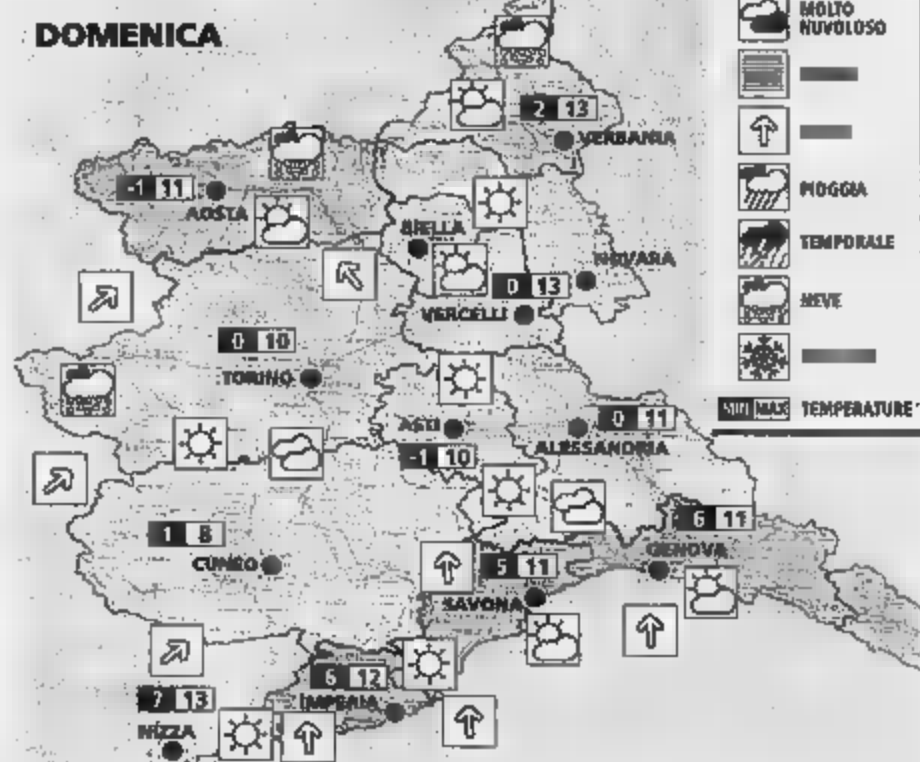 DOMENICA
MOLTO
NUVOLOSO
PIOGGIA
TEMPORALE
NEVE
MIN MAX TEMPERATURE
2 13
VERBANIA
-1 11
AOSTA
BIELLA
NOVARA
0 13
VERCELLI
0 10
TORINO
ASTI
-1 10
0 11
ALESSANDRIA
1 8
CUNEO
6 11
GENOVA
5 11
SAVONA
6 12
IMPERIA
13
NIZZA